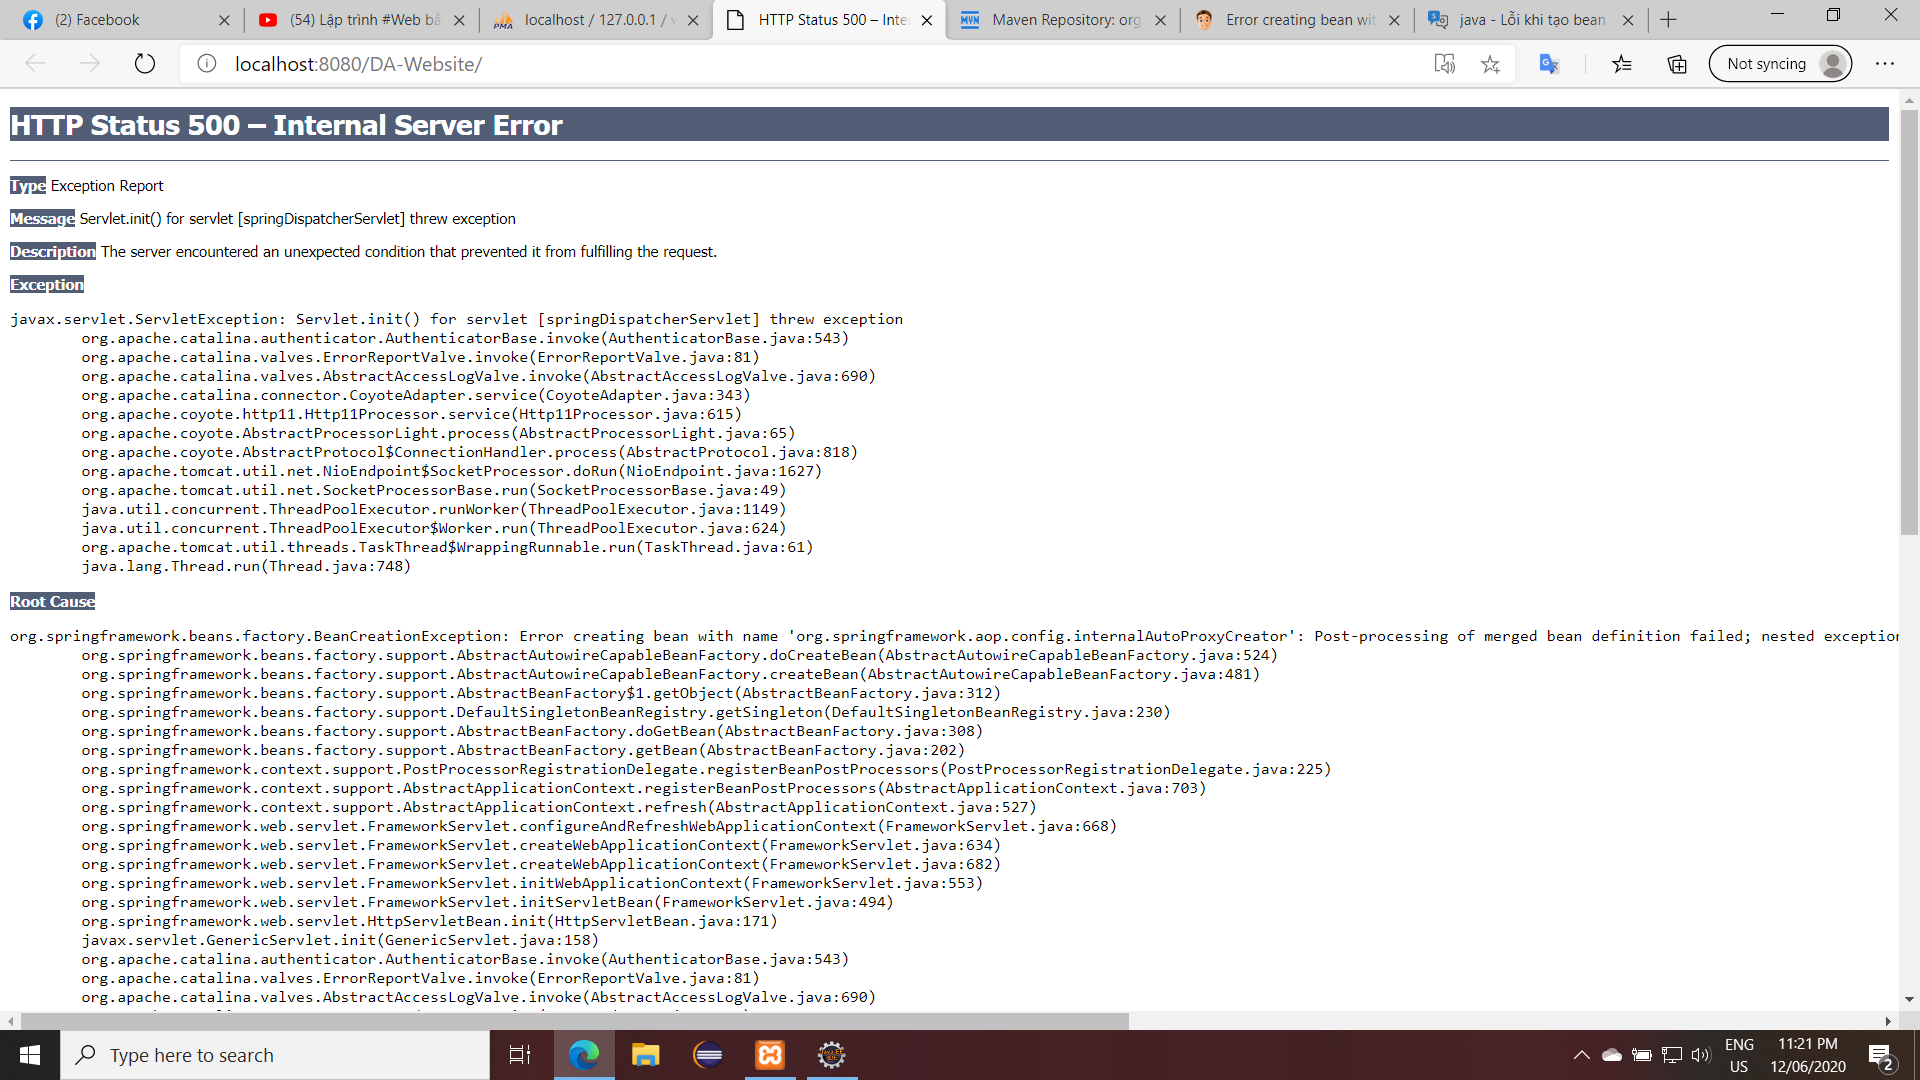 (2) Facebook
(54) Lập trình #Web bằ
localhost / 127.0.0.1 / w
HTTP Status 500 – Inter
Maven Repository: org
Error creating bean wit
java - Lỗi khi tạo bean
localhost:8080/DA-Website/
Not syncing
HTTP Status 500 – Internal Server Error
Type Exception Report
Message Servlet.init() for servlet [springDispatcherServlet] threw exception
Description The server encountered an unexpected condition that prevented it from fulfilling the request.
Exception
javax.servlet.ServletException: Servlet.init() for servlet [springDispatcherServlet] threw exception
org.apache.catalina.authenticator.AuthenticatorBase.invoke(AuthenticatorBase.java:543)
org.apache.catalina.valves.ErrorReportValve.invoke(ErrorReportValve.java:81)
org.apache.catalina.valves.AbstractAccessLogValve.invoke(AbstractAccessLogValve.java:690)
org.apache.catalina.connector.CoyoteAdapter.service(CoyoteAdapter.java:343)
org.apache.coyote.http11.Http11Processor.service(Http11Processor.java:615)
org.apache.coyote.AbstractProcessorLight.process(AbstractProcessorLight.java:65)
org.apache.coyote.AbstractProtocol$ConnectionHandler.process(AbstractProtocol.java:818)
org.apache.tomcat.util.net.NioEndpoint$SocketProcessor.doRun(NioEndpoint.java:1627)
org.apache.tomcat.util.net.SocketProcessorBase.run(SocketProcessorBase.java:49)
java.util.concurrent.ThreadPoolExecutor.runWorker(ThreadPoolExecutor.java:1149)
java.util.concurrent.ThreadPoolExecutor$Worker.run(ThreadPoolExecutor.java:624)
org.apache.tomcat.util.threads.TaskThread$WrappingRunnable.run(TaskThread.java:61)
java.lang.Thread.run(Thread.java:748)
Root Cause
org.springframework.beans.factory.BeanCreationException: Error creating bean with name 'org.springframework.aop.config.internalAutoProxyCreator': Post-processing of merged bean definition failed; nested exception
org.springframework.beans.factory.support.AbstractAutowireCapableBeanFactory.doCreateBean(AbstractAutowireCapableBeanFactory.java:524)
org.springframework.beans.factory.support.AbstractAutowireCapableBeanFactory.createBean(AbstractAutowireCapableBeanFactory.java:481)
org.springframework.beans.factory.support.AbstractBeanFactory$1.getObject(AbstractBeanFactory.java:312)
org.springframework.beans.factory.support.DefaultSingletonBeanRegistry.getSingleton(DefaultSingletonBeanRegistry.java:230)
org.springframework.beans.factory.support.AbstractBeanFactory.doGetBean(AbstractBeanFactory.java:308)
org.springframework.beans.factory.support.AbstractBeanFactory.getBean(AbstractBeanFactory.java:202)
org.springframework.context.support.PostProcessorRegistrationDelegate.registerBeanPostProcessors(PostProcessorRegistrationDelegate.java:225)
org.springframework.context.support.AbstractApplicationContext.registerBeanPostProcessors(AbstractApplicationContext.java:703)
org.springframework.context.support.AbstractApplicationContext.refresh(AbstractApplicationContext.java:527)
org.springframework.web.servlet.FrameworkServlet.configureAndRefreshWebApplicationContext(FrameworkServlet.java:668)
org.springframework.web.servlet.FrameworkServlet.createWebApplicationContext(FrameworkServlet.java:634)
org.springframework.web.servlet.FrameworkServlet.createWebApplicationContext(FrameworkServlet.java:682)
org.springframework.web.servlet.FrameworkServlet.initWebApplicationContext(FrameworkServlet.java:553)
org.springframework.web.servlet.FrameworkServlet.initServletBean(FrameworkServlet.java:494)
org.springframework.web.servlet.HttpServletBean.init(HttpServletBean.java:171)
javax.servlet.GenericServlet.init(GenericServlet.java:158)
org.apache.catalina.authenticator.AuthenticatorBase.invoke(AuthenticatorBase.java:543)
org.apache.catalina.valves.ErrorReportValve.invoke(ErrorReportValve.java:81)
org.apache.catalina.valves.AbstractAccessLogValve.invoke(AbstractAccessLogValve.java:690)
Type here to search
ENG
US
11:21 PM
12/06/2020
2